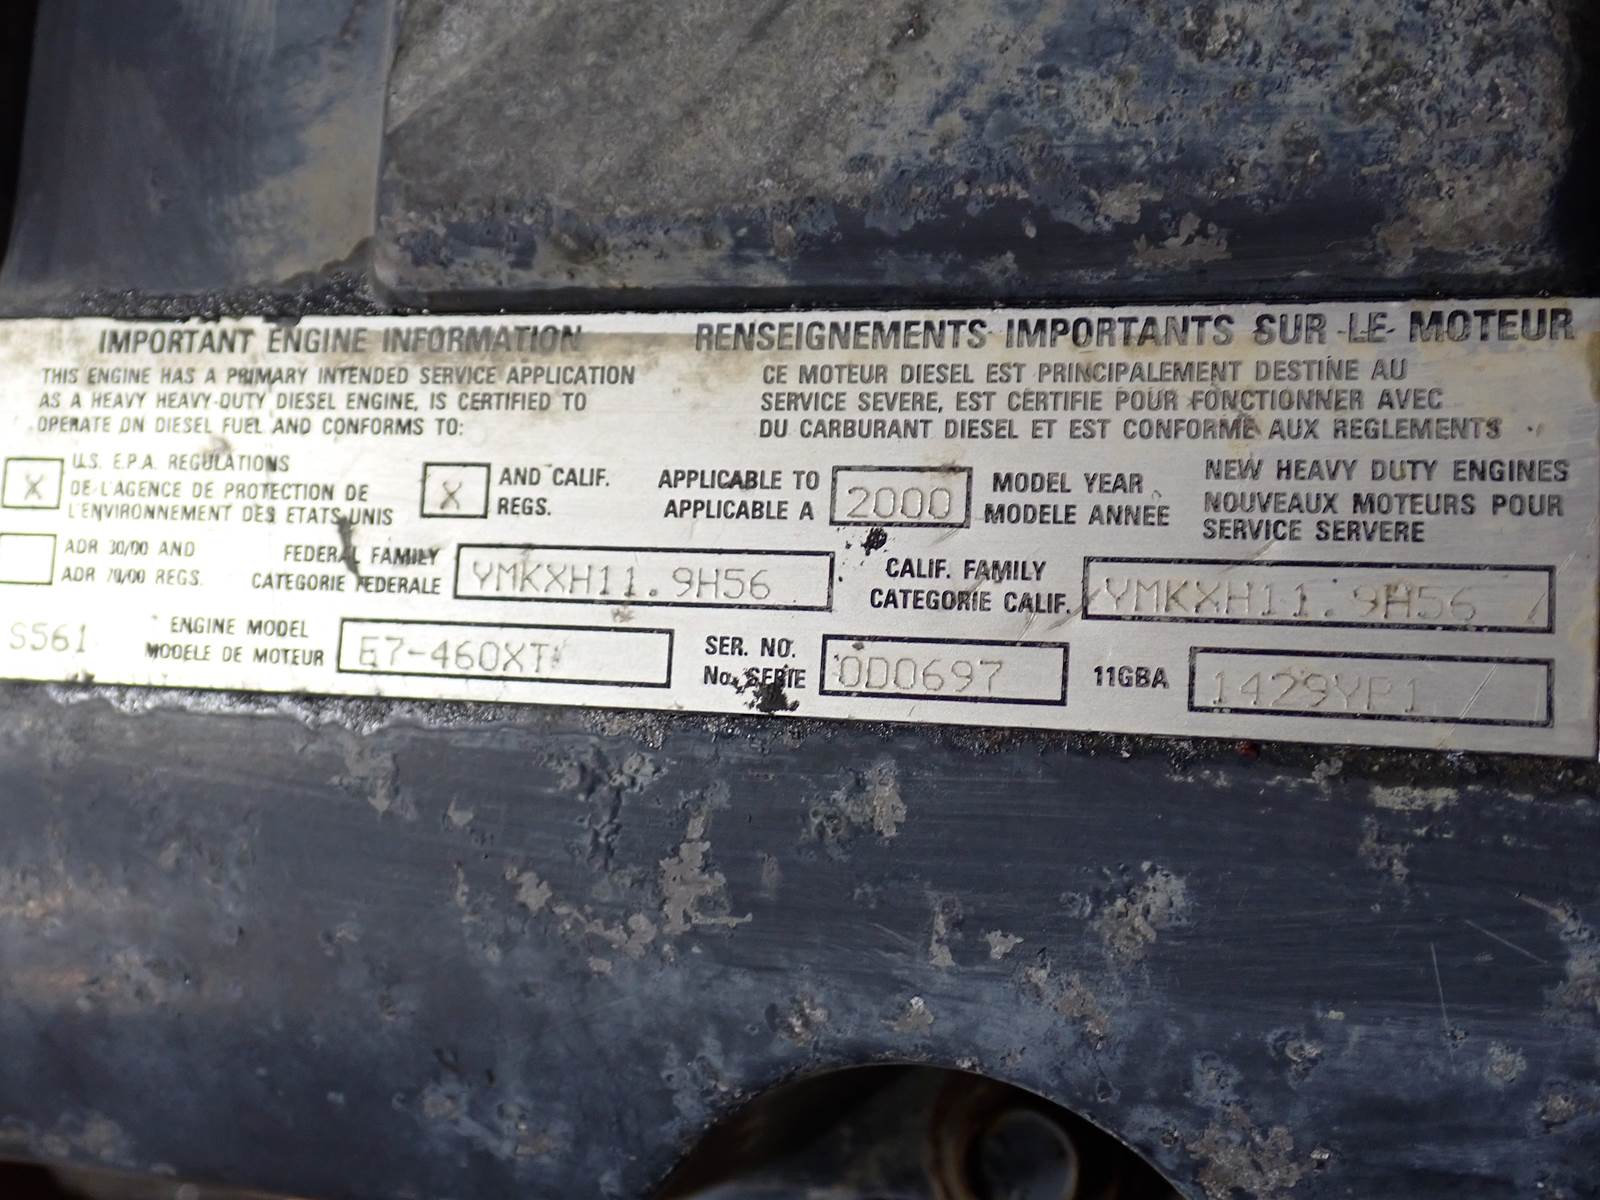 IMPORTANT ENGINE INFORMATION
THIS ENGINE HAS A PRIMARY INTENDED SERVICE APPLICATION
AS A HEAVY HEAVY-DUTY DIESEL ENGINE, IS CERTIFIED TO
OPERATE ON DIESEL FUEL AND CONFORMS TO:
RENSEIGNEMENTS IMPORTANTS SUR LE MOTEUR
CE MOTEUR DIESEL EST PRINCIPALEMENT DESTINE AU
SERVICE SEVERE, EST CERTIFIE POUR FONCTIONNER AVEC
DU CARBURANT DIESEL ET EST CONFORME AUX REGLEMENTS
X
U.S. E.P.A. REGULATIONS
DE L'AGENCE DE PROTECTION DE
L'ENVIRONNEMENT DES ETATS UNIS
X
AND CALIF.
REGS.
APPLICABLE TO
APPLICABLE A
2000
MODEL YEAR
MODELE ANNEE
NEW HEAVY DUTY ENGINES
NOUVEAUX MOTEURS POUR
SERVICE SERVERE
ADR 30/00 AND
ADR 70/00 REGS.
FEDERAL FAMILY
CATEGORIE FEDERALE
YMKXH11.9H56
CALIF. FAMILY
CATEGORIE CALIF.
YMKXH11.9H56
S561
ENGINE MODEL
MODELE DE MOTEUR
E7-460XT
SER. NO.
No. SERIE
0D0697
11GBA
1429YP1